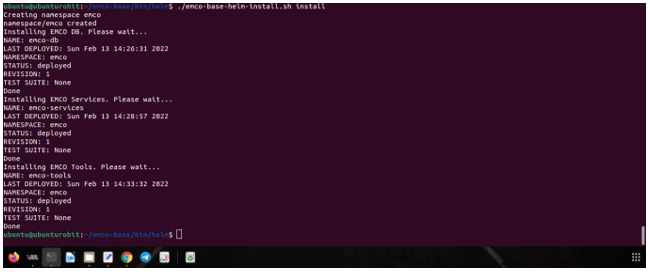 ubuntu@ubunturohit:~/emco-base/bin/helm$ ./emco-base-helm-install.sh install
Creating namespace emco
namespace/emco created
Installing EMCO DB. Please wait...
NAME: emco-db
LAST DEPLOYED: Sun Feb 13 14:26:31 2022
NAMESPACE: emco
STATUS: deployed
REVISION: 1
TEST SUITE: None
Done
Installing EMCO Services. Please wait...
NAME: emco-services
LAST DEPLOYED: Sun Feb 13 14:28:57 2022
NAMESPACE: emco
STATUS: deployed
REVISION: 1
TEST SUITE: None
Done
Installing EMCO Tools. Please wait...
NAME: emco-tools
LAST DEPLOYED: Sun Feb 13 14:33:32 2022
NAMESPACE: emco
STATUS: deployed
REVISION: 1
TEST SUITE: None
Done
ubuntu@ubunturohit:~/emco-base/bin/helm$